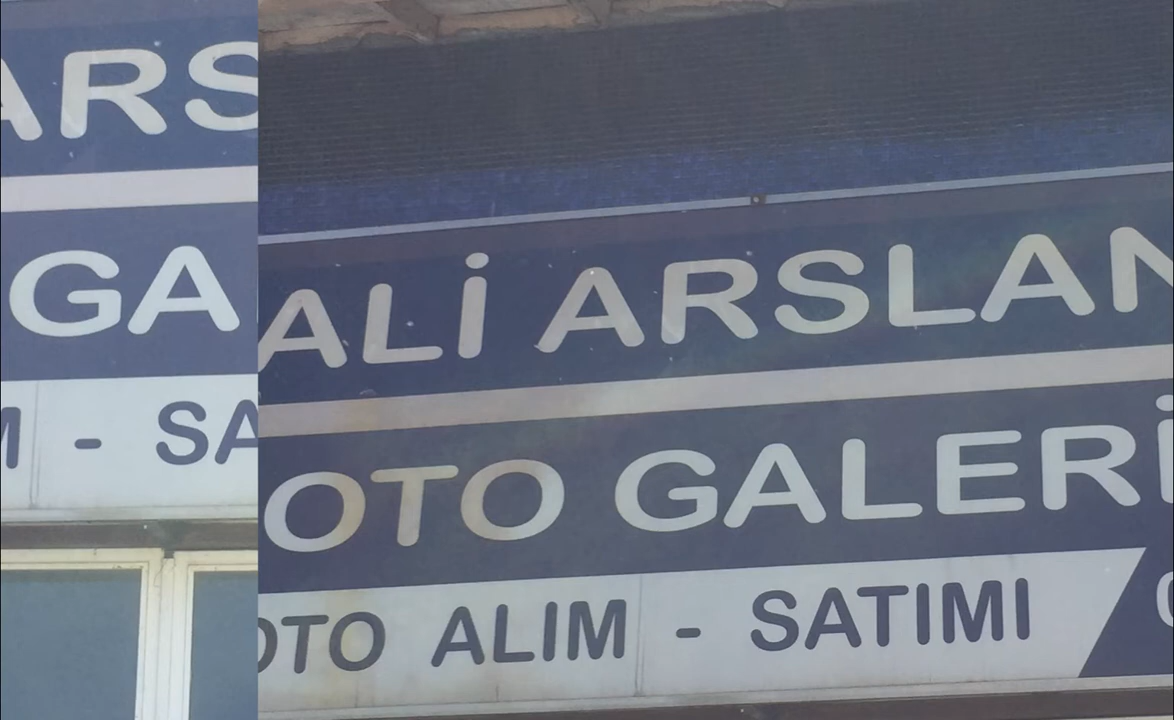 ARS
GA
- SA
ALİ ARSLAN
OTO GALERİ
OTO ALIM - SATIMI